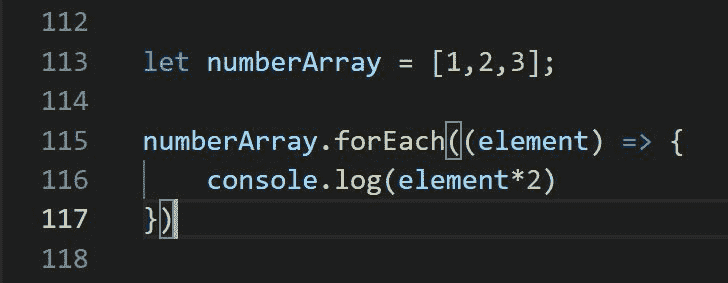 112
113 let numberArray = [1,2,3];
114
115 numberArray.forEach((element) => {
116     console.log(element*2)
117 })
118